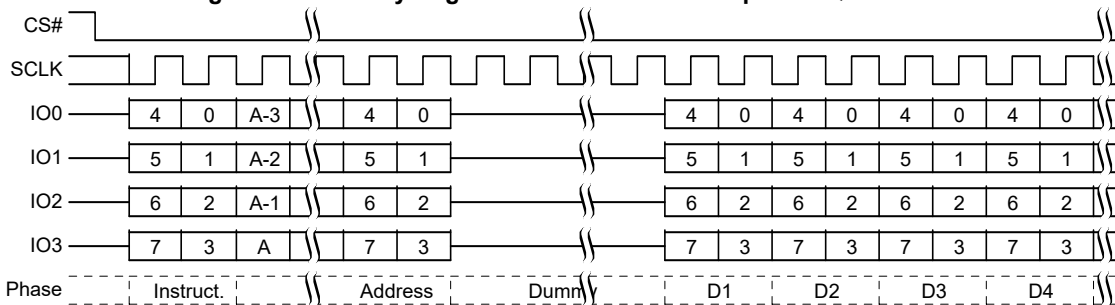 CS#
SCLK
IO0 4 0 A-3 4 0 4 0 4 0 4 0 4 0
IO1 5 1 A-2 5 1 5 1 5 1 5 1 5 1
IO2 6 2 A-1 6 2 6 2 6 2 6 2 6 2
IO3 7 3 A 7 3 7 3 7 3 7 3 7 3
Phase Instruct. Address Dummy D1 D2 D3 D4